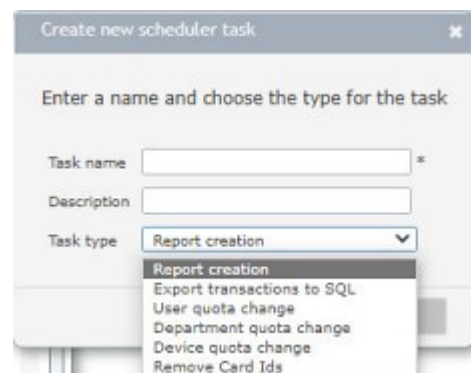 Create new scheduler task
Enter a name and choose the type for the task
Task name *
Description
Task type Report creation
Report creation
Export transactions to SQL
User quota change
Department quota change
Device quota change
Remove Card Ids